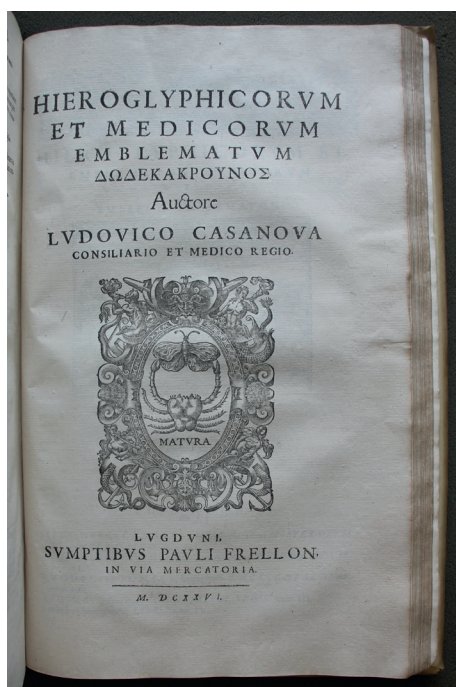 HIEROGLYPHICORVM
ET MEDICORVM
EMBLEMATVM
ΔΩΔΕΚΑΚΡΟΥΝΟΣ
Auctore
LVDOVICO CASANOVA
CONSILIARIO ET MEDICO REGIO.
MATVRA
LVGDVNI,
SVMPTIBVS PAVLI FRELLON.
IN VIA MERCATORIA.
M. DCXXVI.